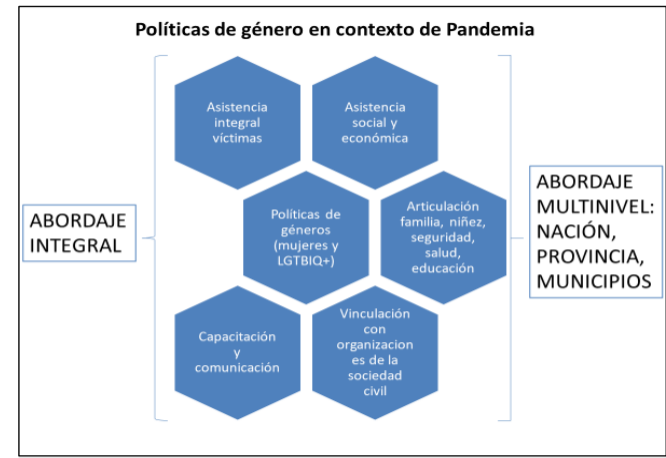 Políticas de género en contexto de Pandemia
Asistencia
integral
víctimas
Asistencia
social y
económica
ABORDAJE
INTEGRAL
Políticas de
géneros
(mujeres y
LGTBIQ+)
Articulación
familia, niñez,
seguridad,
salud,
educación
ABORDAJE
MULTINIVEL:
NACIÓN,
PROVINCIA,
MUNICIPIOS
Capacitación
y
comunicación
Vinculación
con
organizacion
es de la
sociedad
civil